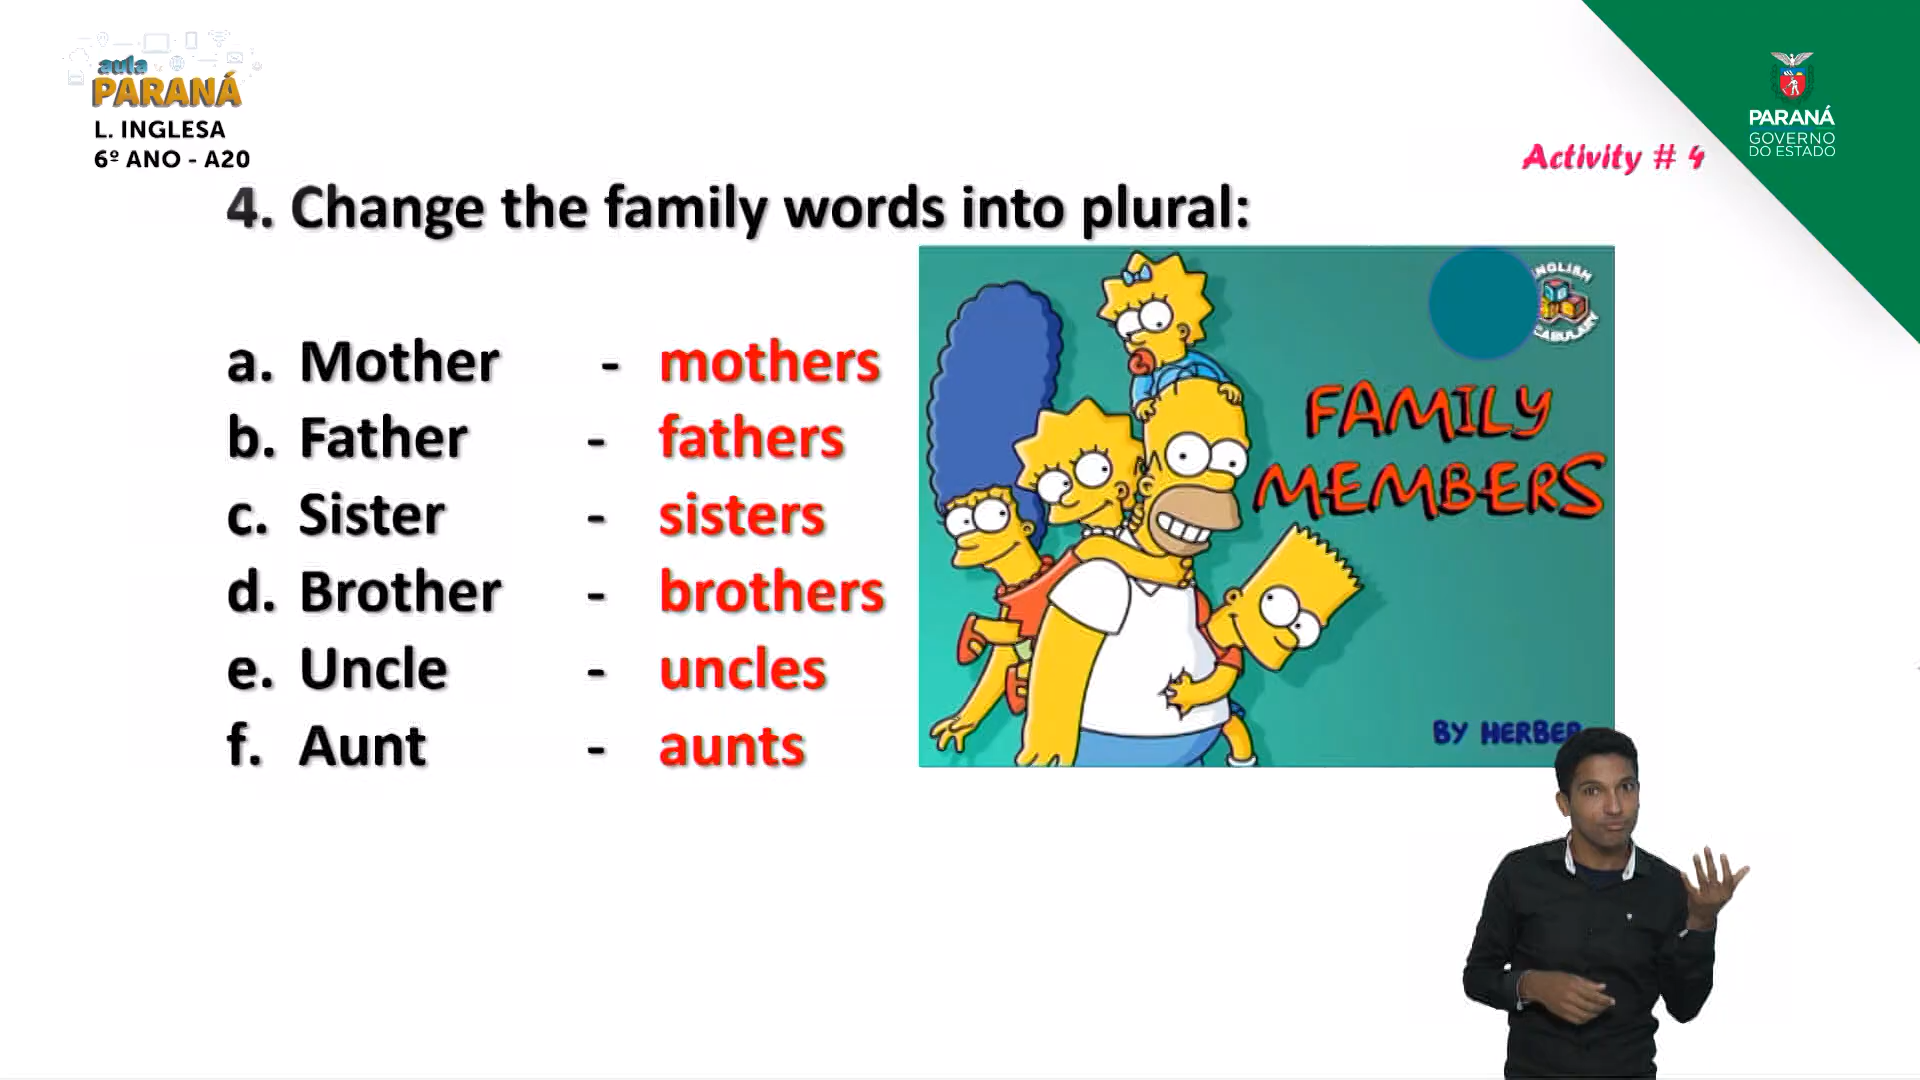 aula
PARANÁ
L. INGLESA
6º ANO - A20
PARANÁ
GOVERNO
DO ESTADO
Activity # 4
4. Change the family words into plural:
a. Mother - mothers
b. Father - fathers
c. Sister - sisters
d. Brother - brothers
e. Uncle - uncles
f. Aunt - aunts
FAMILY
MEMBERS
BY